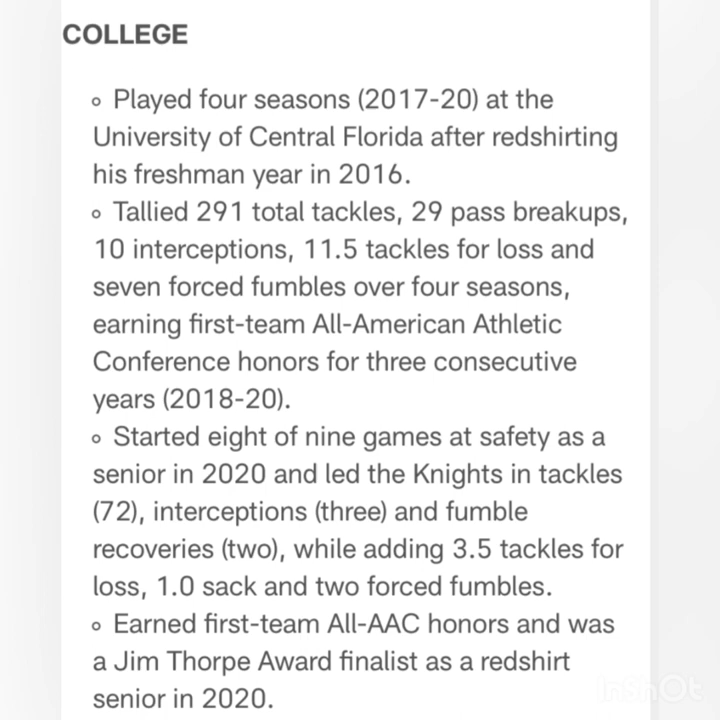 COLLEGE
◦ Played four seasons (2017-20) at the
University of Central Florida after redshirting
his freshman year in 2016.
◦ Tallied 291 total tackles, 29 pass breakups,
10 interceptions, 11.5 tackles for loss and
seven forced fumbles over four seasons,
earning first-team All-American Athletic
Conference honors for three consecutive
years (2018-20).
◦ Started eight of nine games at safety as a
senior in 2020 and led the Knights in tackles
(72), interceptions (three) and fumble
recoveries (two), while adding 3.5 tackles for
loss, 1.0 sack and two forced fumbles.
◦ Earned first-team All-AAC honors and was
a Jim Thorpe Award finalist as a redshirt
senior in 2020.
InShOt